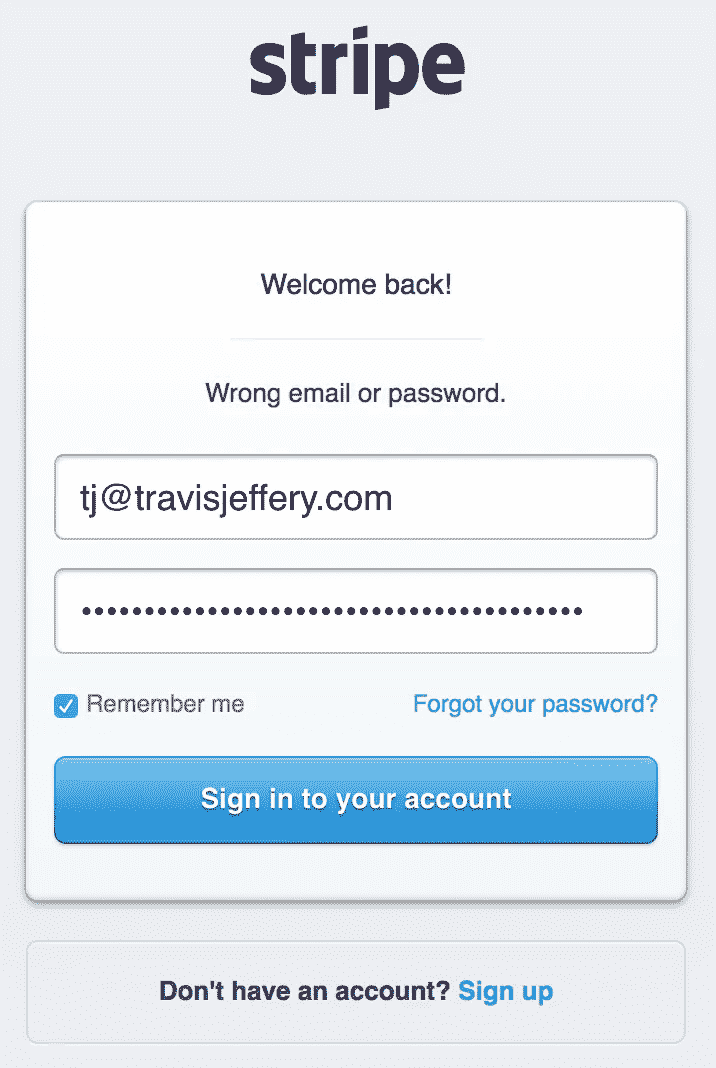 stripe
Welcome back!
Wrong email or password.
tj@travisjeffery.com
••••••••••••••••••••••••••••••••••••••••
Remember me
Forgot your password?
Sign in to your account
Don't have an account? Sign up